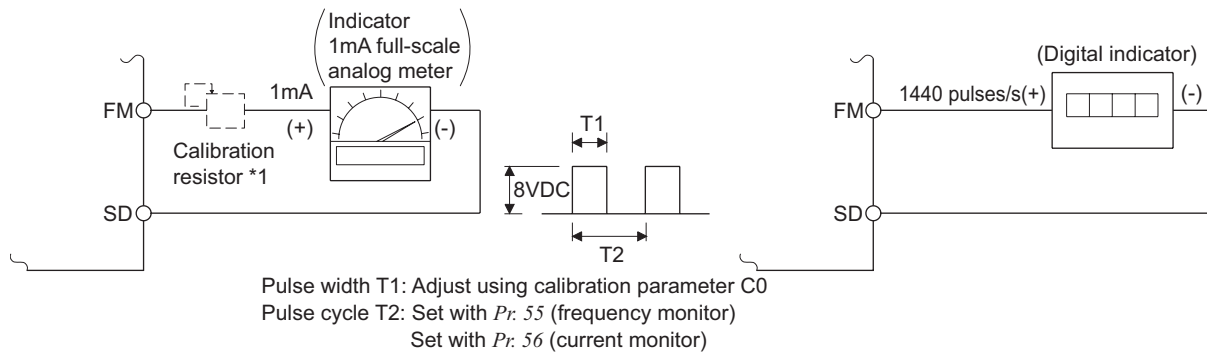 Indicator
1mA full-scale
analog meter
FM
1mA
(+)
(-)
Calibration
resistor *1
SD
T1
8VDC
T2
(Digital indicator)
FM
1440 pulses/s(+)
(-)
SD
Pulse width T1: Adjust using calibration parameter C0
Pulse cycle T2: Set with Pr. 55 (frequency monitor)
Set with Pr. 56 (current monitor)